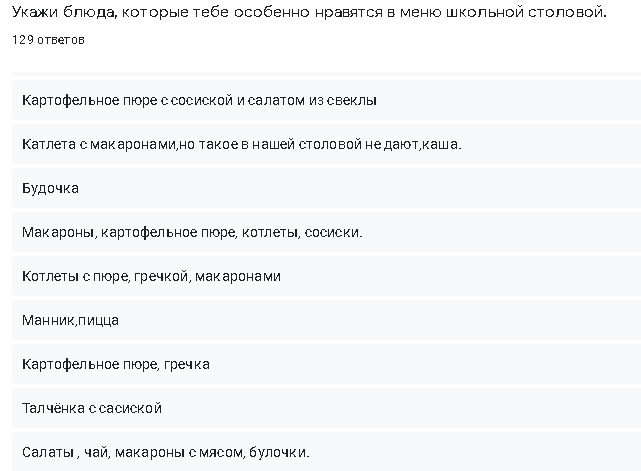 Укажи блюда, которые тебе особенно нравятся в меню школьной столовой.
129 ответов
Картофельное пюре с сосиской и салатом из свеклы
Катлета с макаронами,но такое в нашей столовой не дают,каша.
Будочка
Макароны, картофельное пюре, котлеты, сосиски.
Котлеты с пюре, гречкой, макаронами
Манник,пицца
Картофельное пюре, гречка
Талчёнка с сасиской
Салаты , чай, макароны с мясом, булочки.